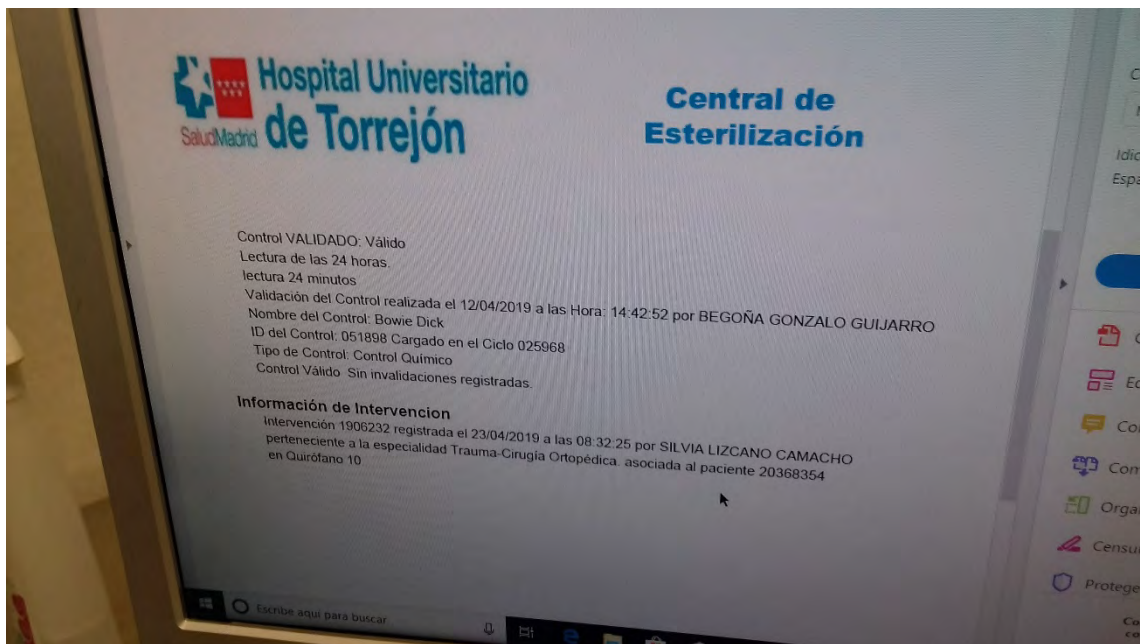 Hospital Universitario
de Torrejón
SaludMadrid
Central de
Esterilización
Control VALIDADO: Válido
Lectura de las 24 horas.
lectura 24 minutos
Validación del Control realizada el 12/04/2019 a las Hora: 14:42:52 por BEGOÑA GONZALO GUIJARRO
Nombre del Control: Bowie Dick
ID del Control: 051898 Cargado en el Ciclo 025968
Tipo de Control: Control Químico
Control Válido Sin invalidaciones registradas.
Información de Intervencion
Intervención 1906232 registrada el 23/04/2019 a las 08:32:25 por SILVIA LIZCANO CAMACHO
perteneciente a la especialidad Trauma-Cirugía Ortopédica. asociada al paciente 20368354
en Quirófano 10
Escribe aquí para buscar
Idio
Espa
Ed
Com
Orga
Censu
Protege